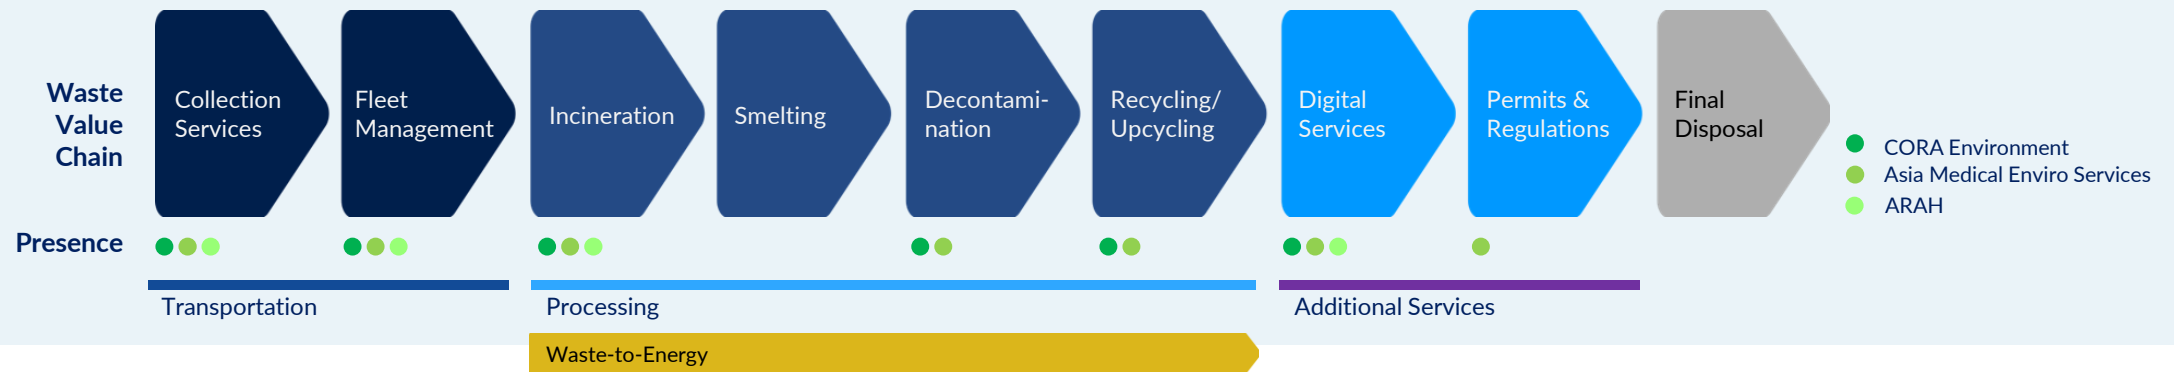 Waste
Value
Chain
Collection
Services
Fleet
Management
Incineration
Smelting
Decontami-
nation
Recycling/
Upcycling
Digital
Services
Permits &
Regulations
Final
Disposal
CORA Environment
Asia Medical Enviro Services
ARAH
Presence
Transportation
Processing
Additional Services
Waste-to-Energy